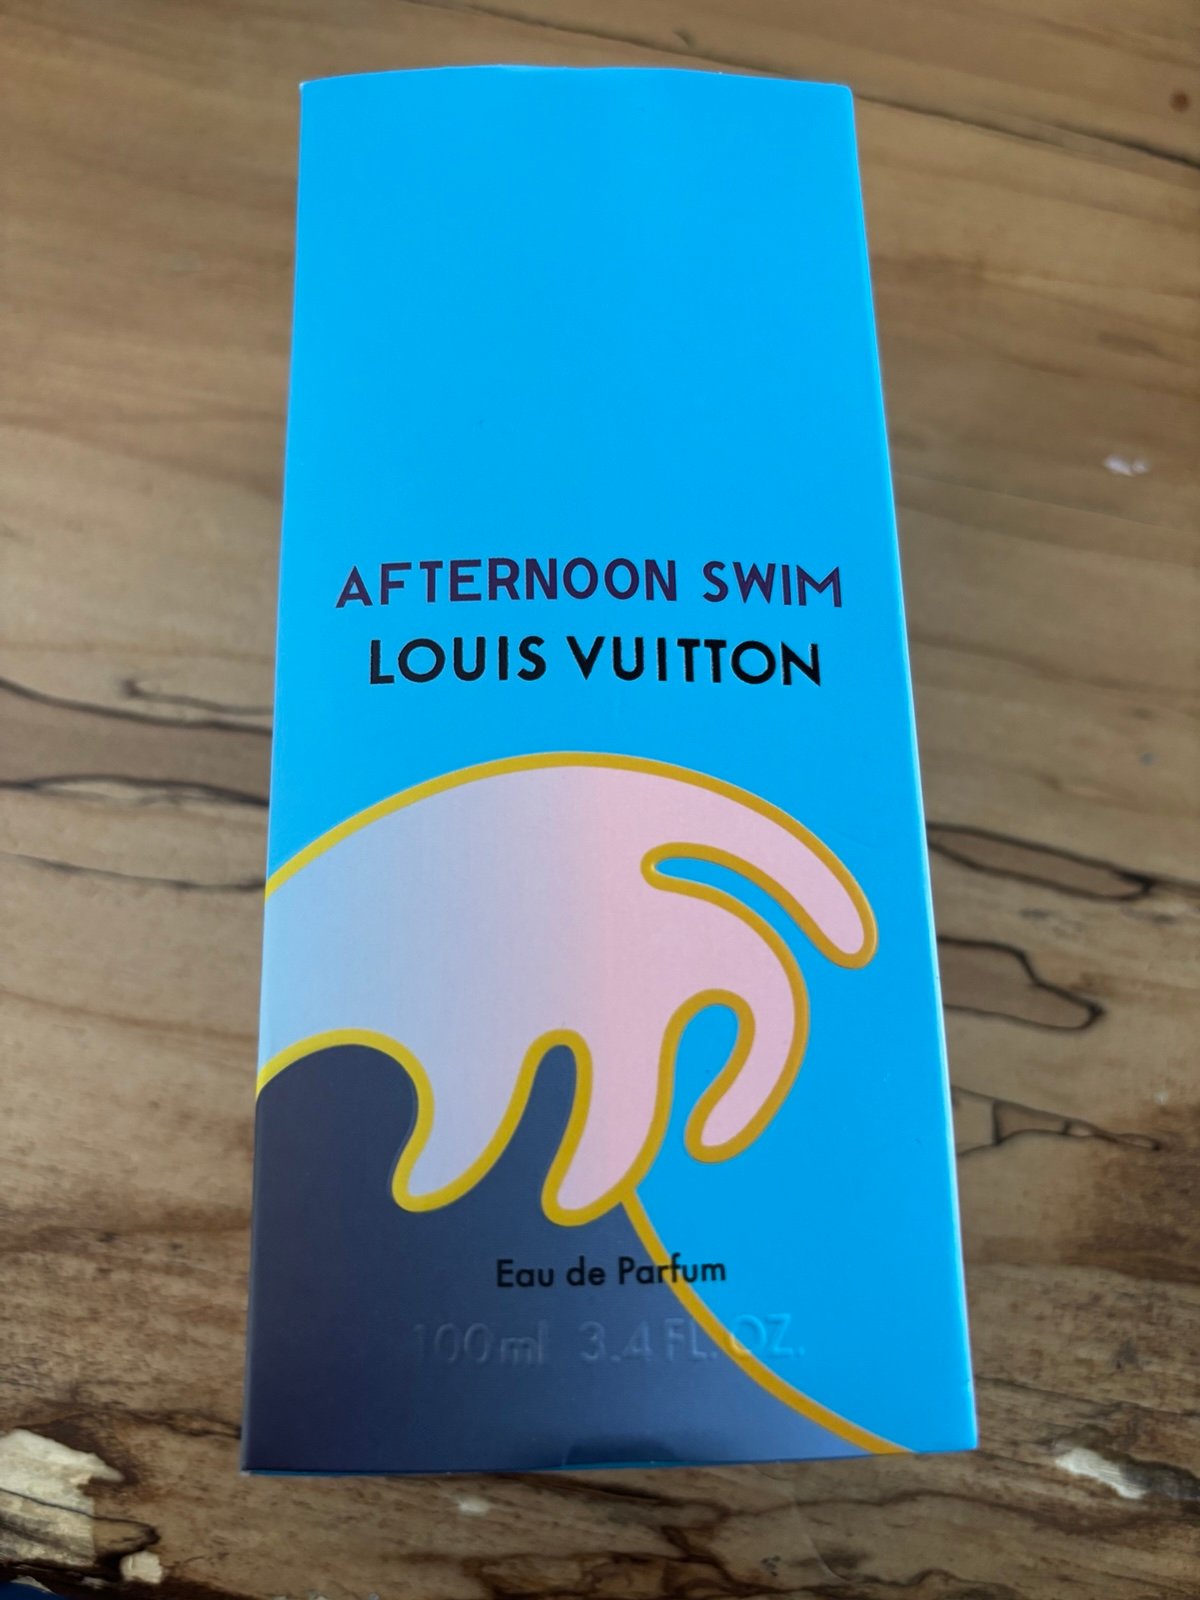 AFTERNOON SWIM
LOUIS VUITTON
Eau de Parfum
100ml 3.4 FL. OZ.